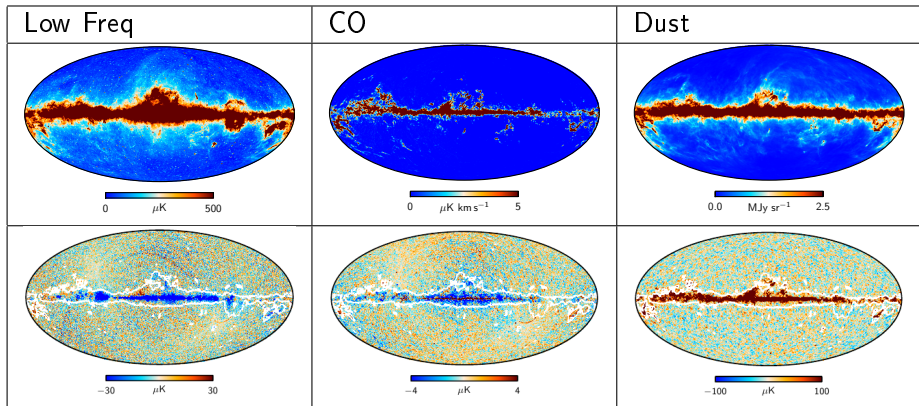 Low Freq CO Dust
0 μK 500 0 μK km s⁻¹ 5 0.0 MJy sr⁻¹ 2.5
−30 μK 30 −4 μK 4 −100 μK 100